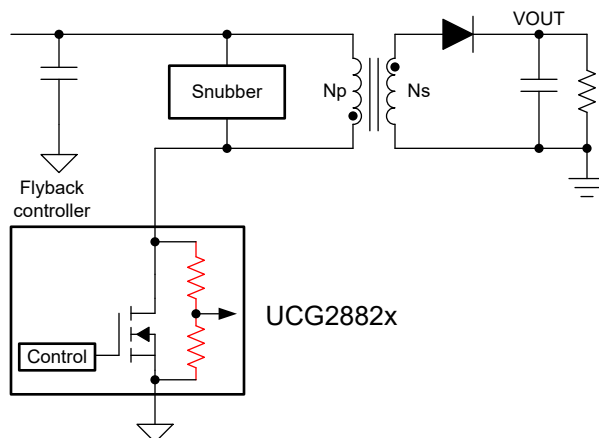 VOUT
Snubber
Np
Ns
Flyback
controller
UCG2882x
Control